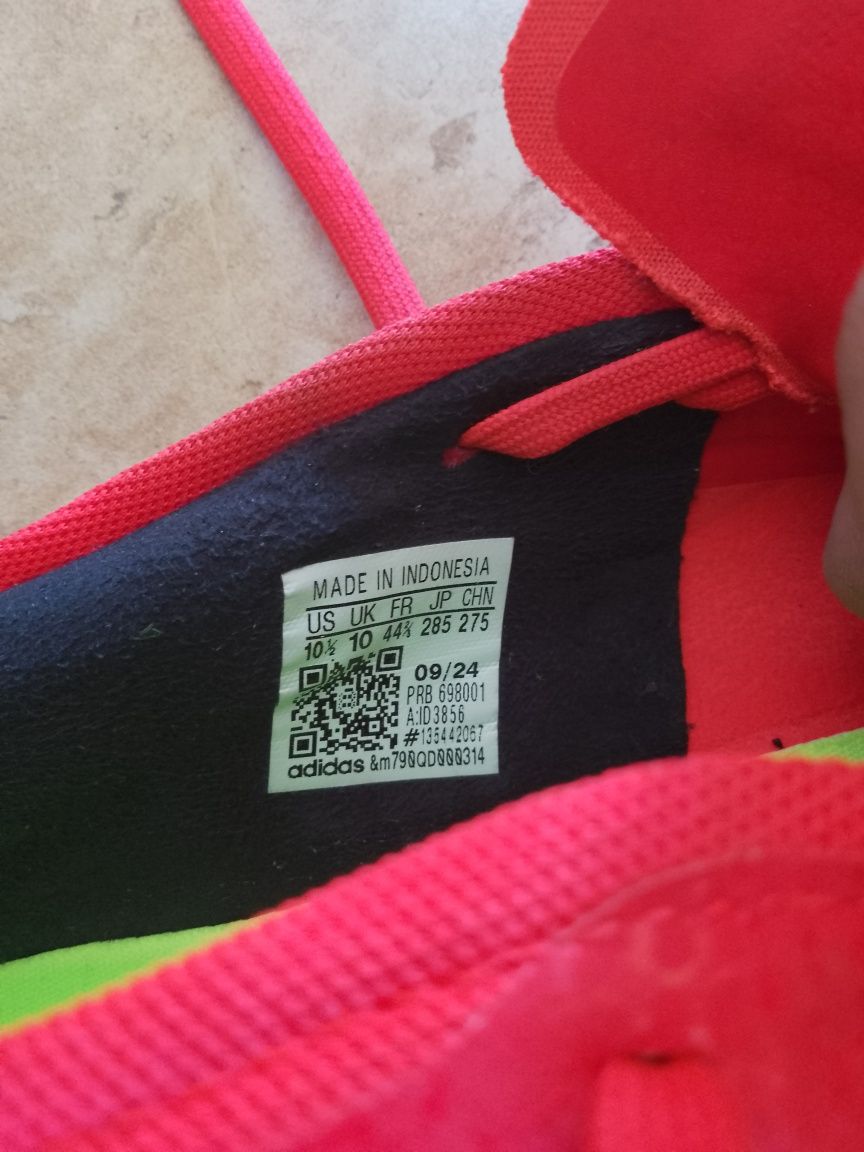 MADE IN INDONESIA
US UK FR JP CHN
10½ 10 44⅔ 285 275
09/24
PRB 698001
A:ID3856
#136442067
adidas &m790QD000314